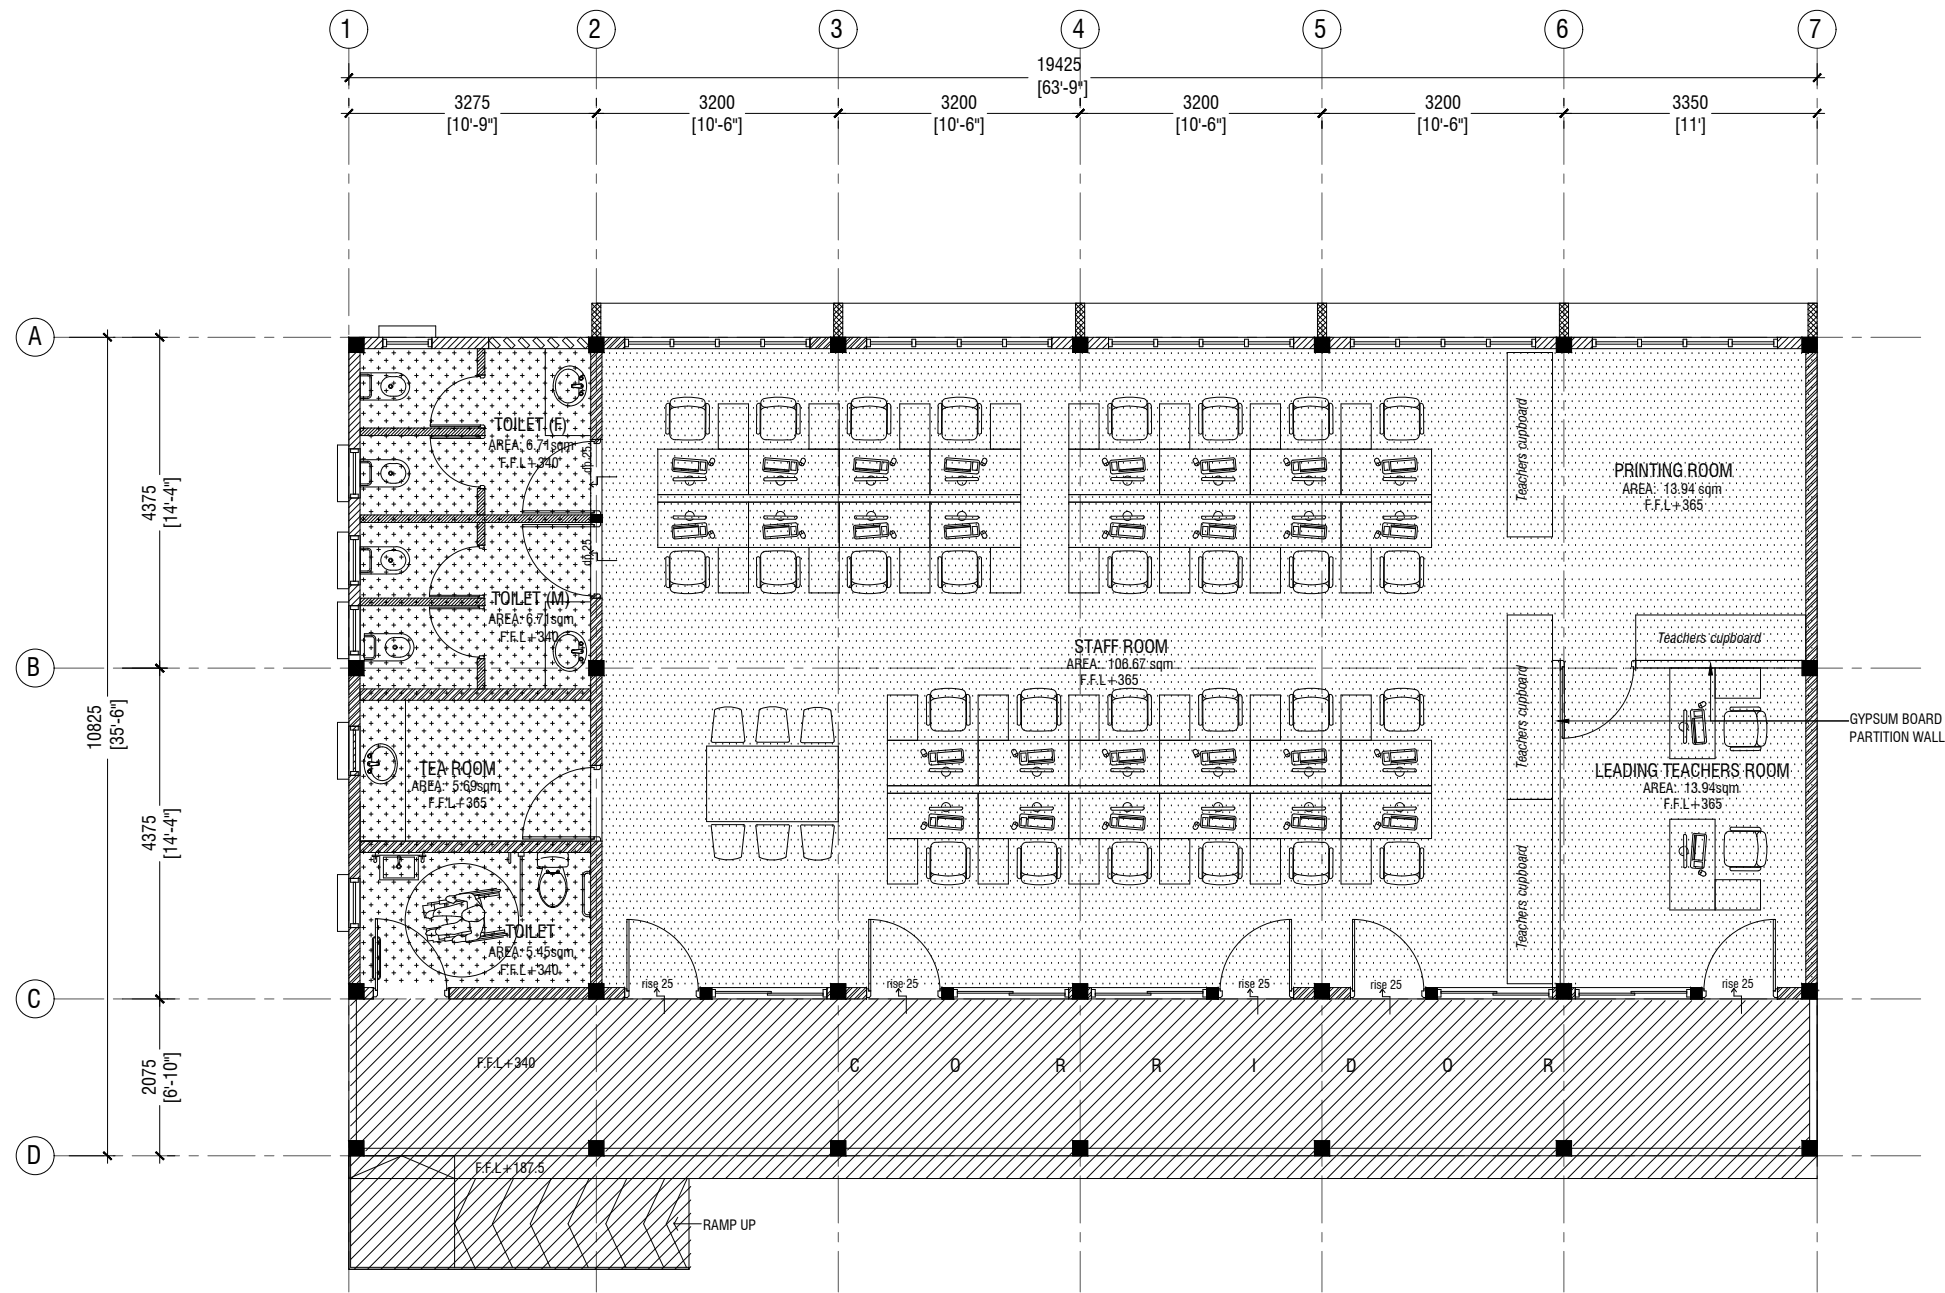 1 2 3 4 5 6 7
19425
[63'-9"]
3275 3200 3200 3200 3200 3350
[10'-9"] [10'-6"] [10'-6"] [10'-6"] [10'-6"] [11']
A
B
C
D
4375
[14'-4"]
10825
[35'-6"]
4375
[14'-4"]
2075
[6'-10"]
TOILET (F)
AREA: 6.71sqm
F.F.L+340
dn 25
dn 25
TOILET (M)
AREA: 6.71sqm
F.F.L+340
TEA ROOM
AREA: 5.69sqm
F.F.L+365
TOILET
AREA: 5.45sqm
F.F.L+340
STAFF ROOM
AREA: 106.67 sqm
F.F.L+365
Teachers cupboard
Teachers cupboard
Teachers cupboard
PRINTING ROOM
AREA: 13.94 sqm
F.F.L+365
Teachers cupboard
GYPSUM BOARD
PARTITION WALL
LEADING TEACHERS ROOM
AREA: 13.94sqm
F.F.L+365
rise 25 rise 25 rise 25 rise 25 rise 25
F.F.L+340
C O R R I D O R
F.F.L+187.5
RAMP UP